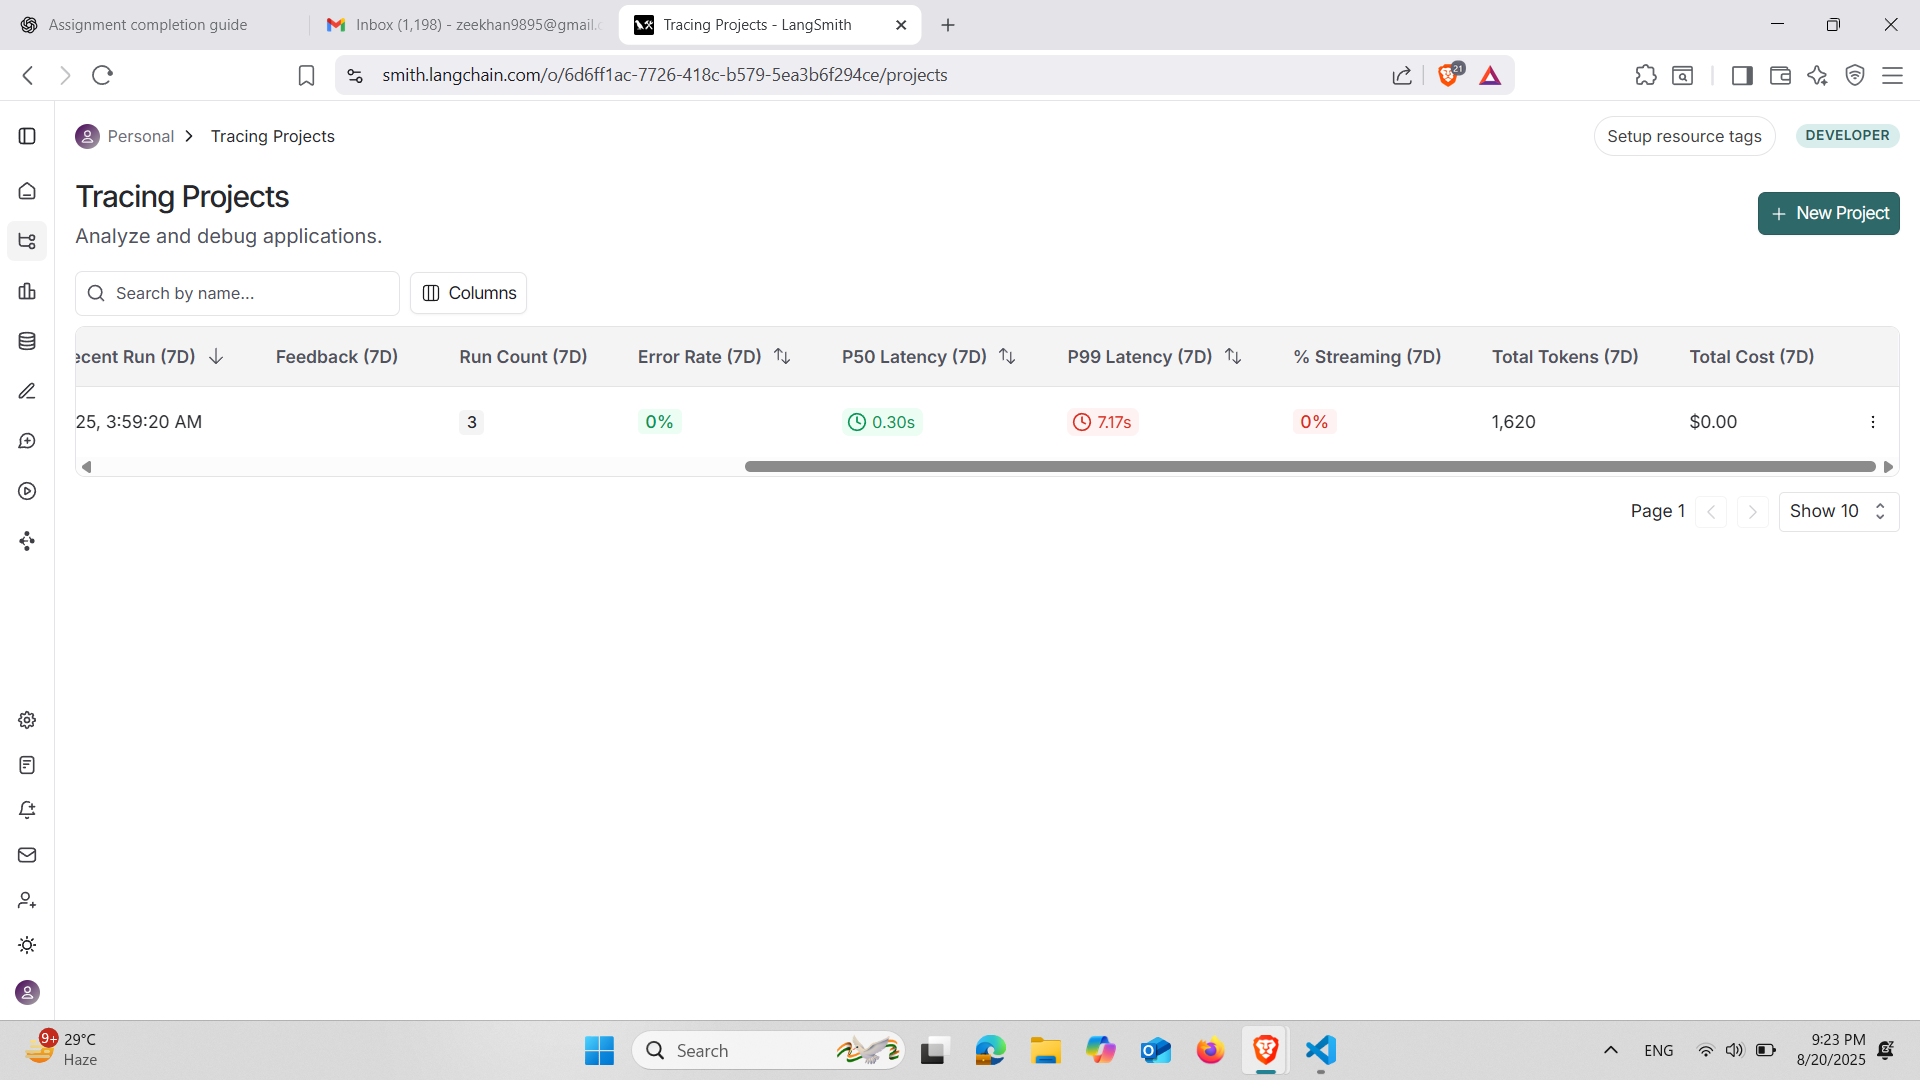 Assignment completion guide
Inbox (1,198) - zeekhan9895@gmail.c
Tracing Projects - LangSmith
smith.langchain.com/o/6d6ff1ac-7726-418c-b579-5ea3b6f294ce/projects
21
Personal
Tracing Projects
Setup resource tags
DEVELOPER
Tracing Projects
Analyze and debug applications.
New Project
Search by name...
Columns
ecent Run (7D)
Feedback (7D)
Run Count (7D)
Error Rate (7D)
P50 Latency (7D)
P99 Latency (7D)
% Streaming (7D)
Total Tokens (7D)
Total Cost (7D)
25, 3:59:20 AM
3
0%
0.30s
7.17s
0%
1,620
$0.00
Page 1
Show 10
9+
29°C
Haze
Search
ENG
9:23 PM
8/20/2025